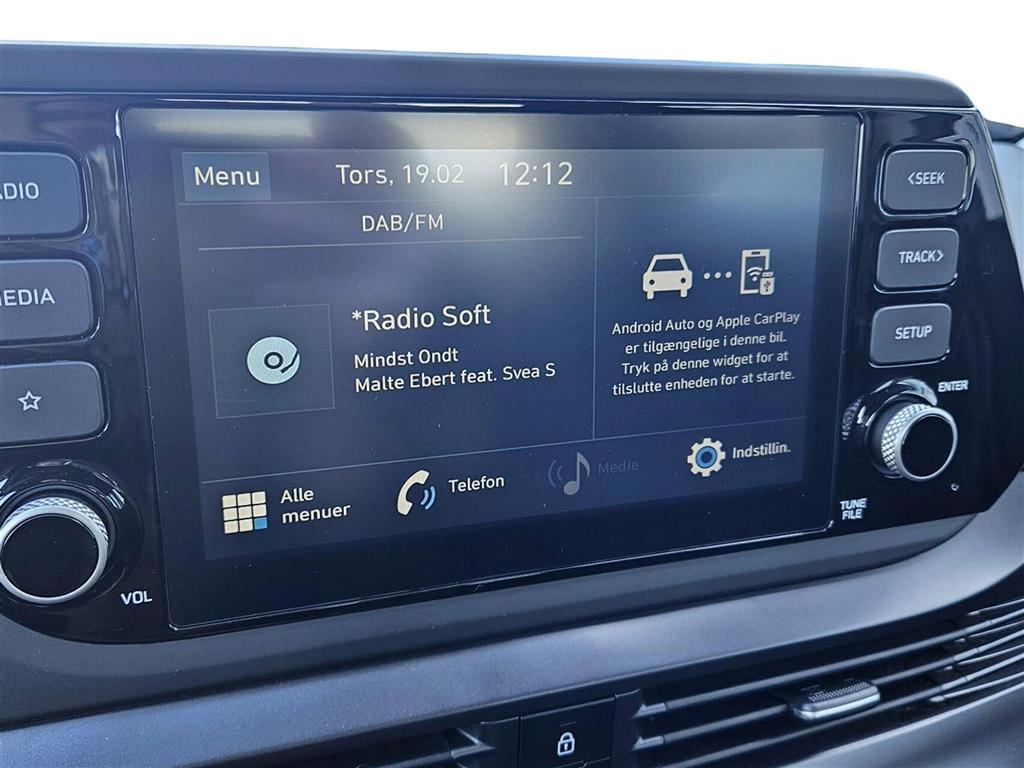 Menu Tors, 19.02 12:12
DAB/FM
*Radio Soft
Mindst Ondt
Malte Ebert feat. Svea S
Android Auto og Apple CarPlay
er tilgængelige i denne bil.
Tryk på denne widget for at
tilslutte enheden for at starte.
Alle
menuer
Telefon
Medie
Indstillin.
ADIO
MEDIA
VOL
<SEEK
TRACK>
SETUP
ENTER
TUNE
FILE